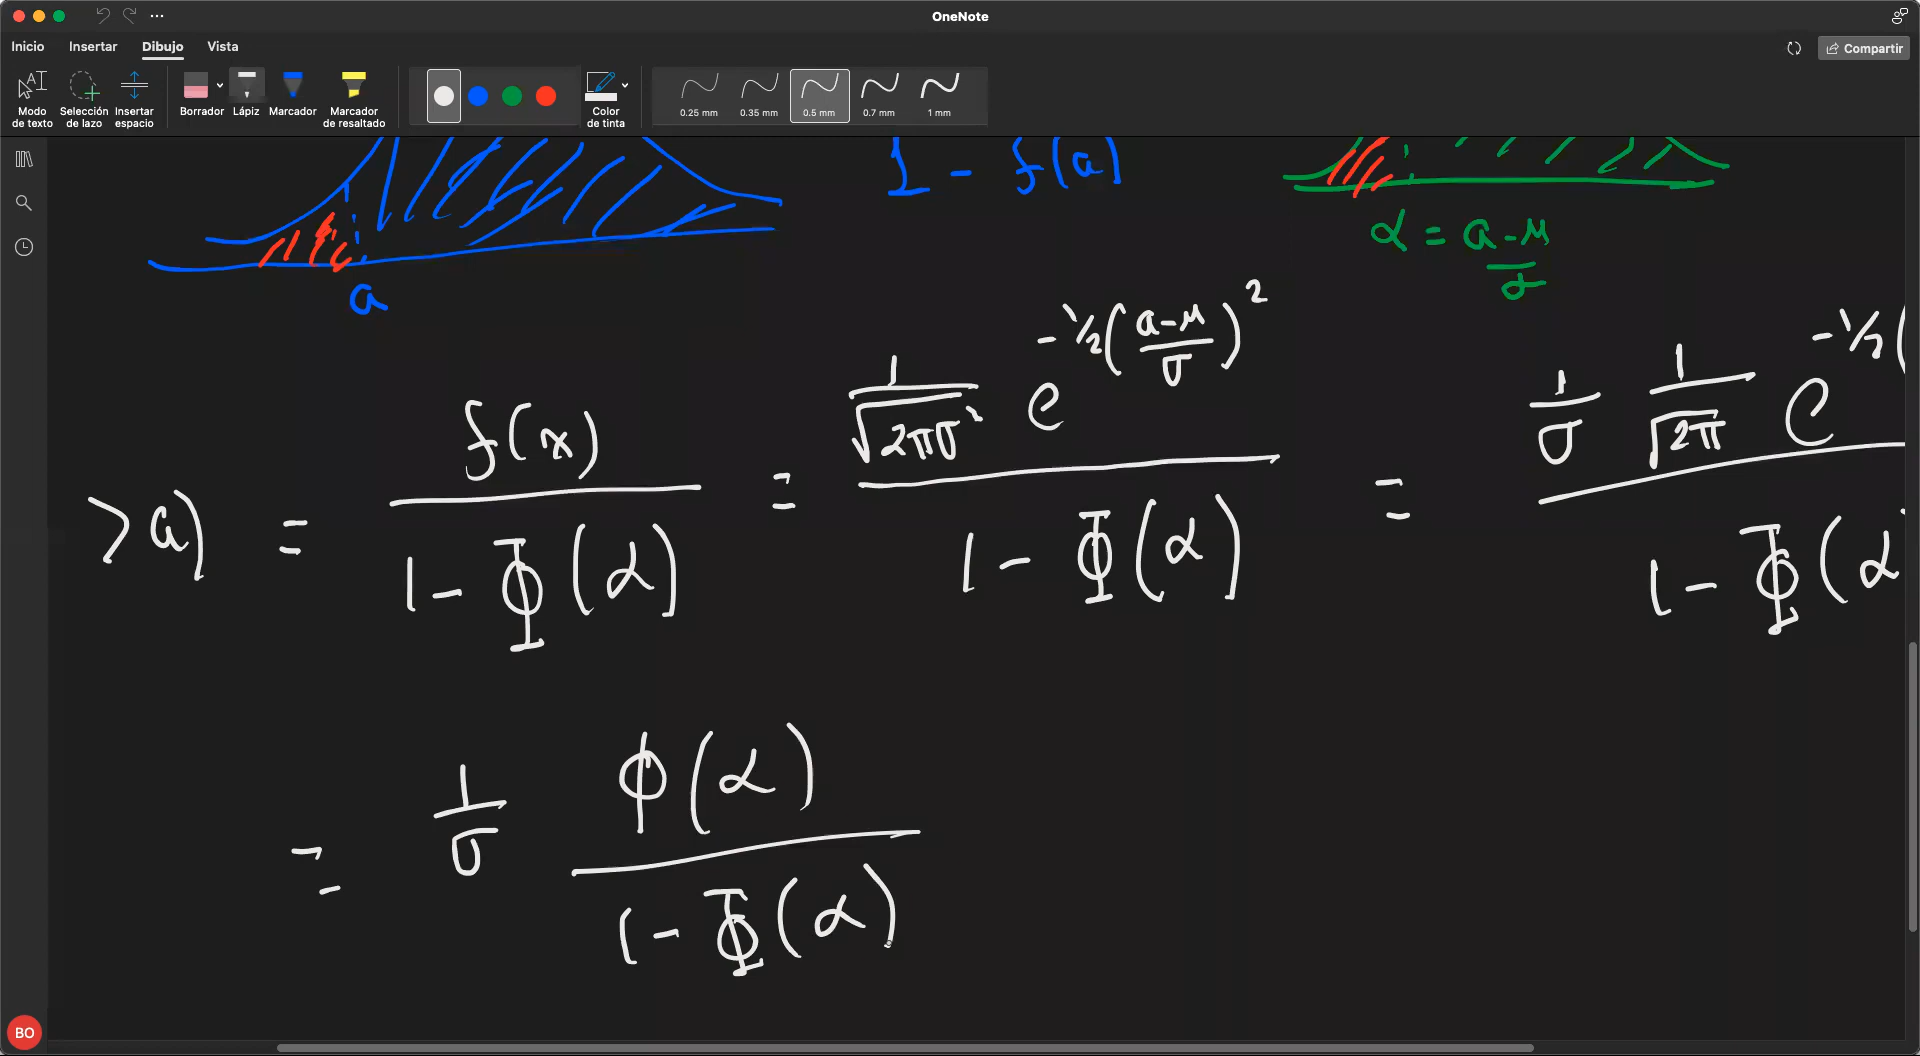 OneNote
Inicio Insertar Dibujo Vista
Compartir
Modo de texto
Selección de lazo
Insertar espacio
Borrador
Lápiz
Marcador
Marcador de resaltado
Color de tinta
0.25 mm 0.35 mm 0.5 mm 0.7 mm 1 mm
1 - f(a)
a
α = a-μ/σ
>a) = f(x) / 1 - Φ(α) = 1/√2πσ² e^-1/2(a-μ/σ)² / 1 - Φ(α) = 1/σ 1/√2π e^-1/2( / 1 - Φ(α
= 1/σ ϕ(α) / 1 - Φ(α)
BO